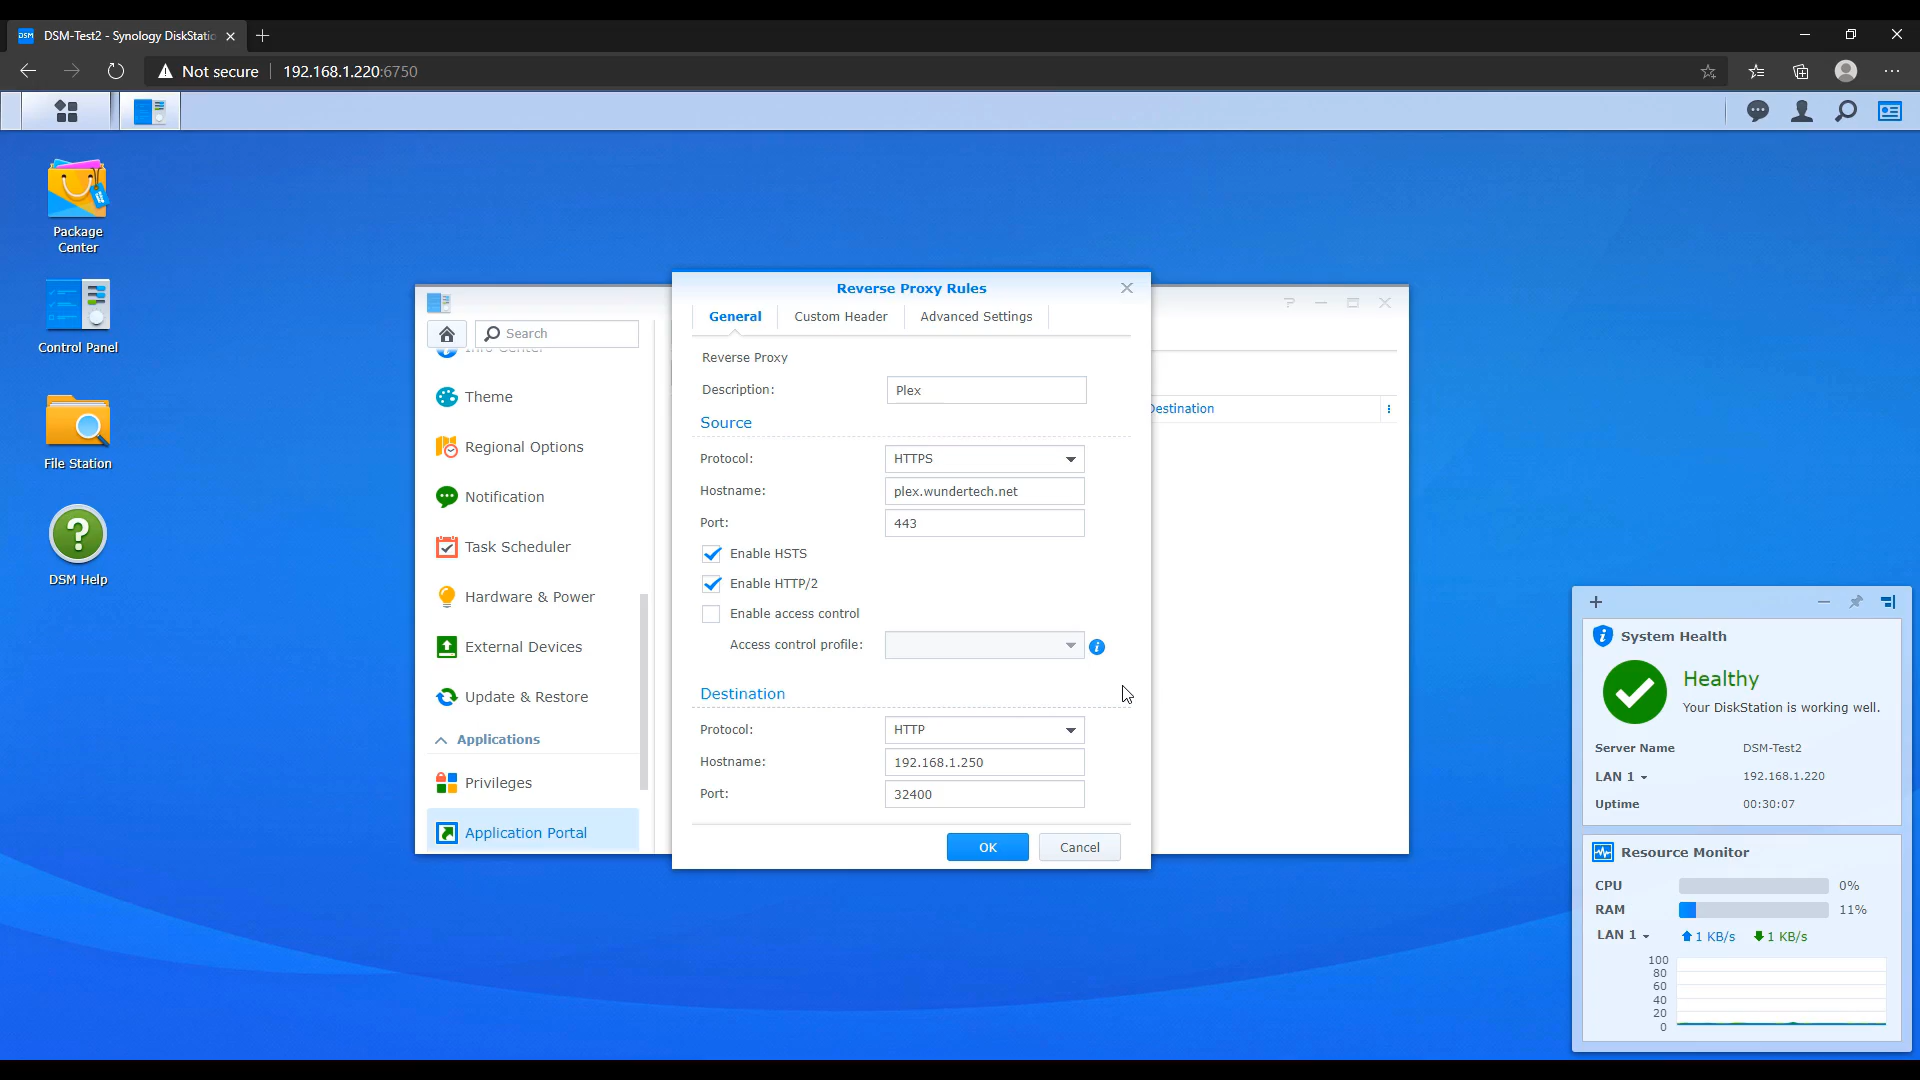 DSM-Test2 - Synology DiskStatio
Not secure
192.168.1.220:6750
Package
Center
Control Panel
File Station
DSM Help
Search
Info Center
Theme
Regional Options
Notification
Task Scheduler
Hardware & Power
External Devices
Update & Restore
Applications
Privileges
Application Portal
Reverse Proxy Rules
General
Custom Header
Advanced Settings
Reverse Proxy
Description:
Plex
Source
Protocol:
HTTPS
Hostname:
plex.wundertech.net
Port:
443
Enable HSTS
Enable HTTP/2
Enable access control
Access control profile:
Destination
Protocol:
HTTP
Hostname:
192.168.1.250
Port:
32400
OK
Cancel
Destination
System Health
Healthy
Your DiskStation is working well.
Server Name
DSM-Test2
LAN 1
192.168.1.220
Uptime
00:30:07
Resource Monitor
CPU
0%
RAM
11%
LAN 1
1 KB/s
1 KB/s
100
80
60
40
20
0